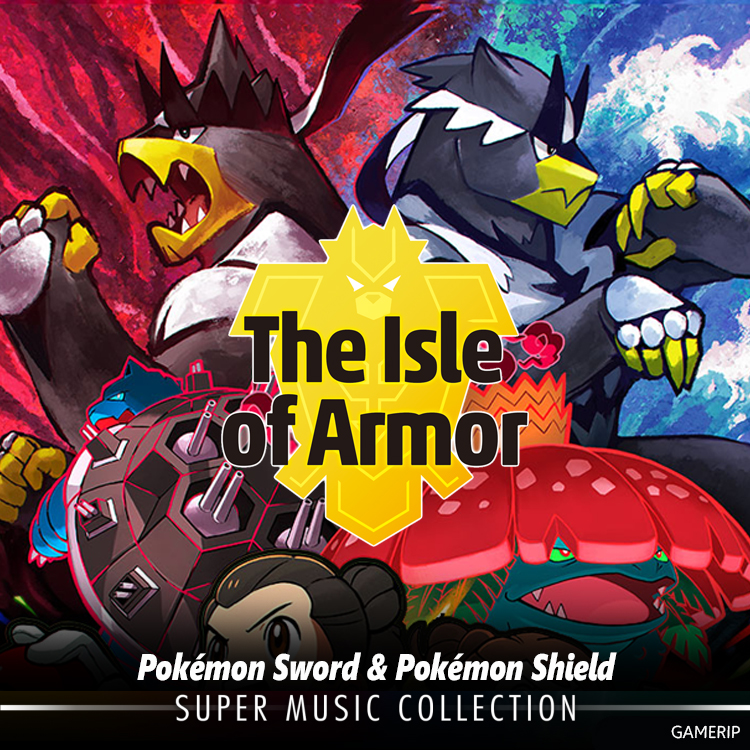 The Isle
of Armor
Pokémon Sword & Pokémon Shield
SUPER MUSIC COLLECTION
GAMERIP